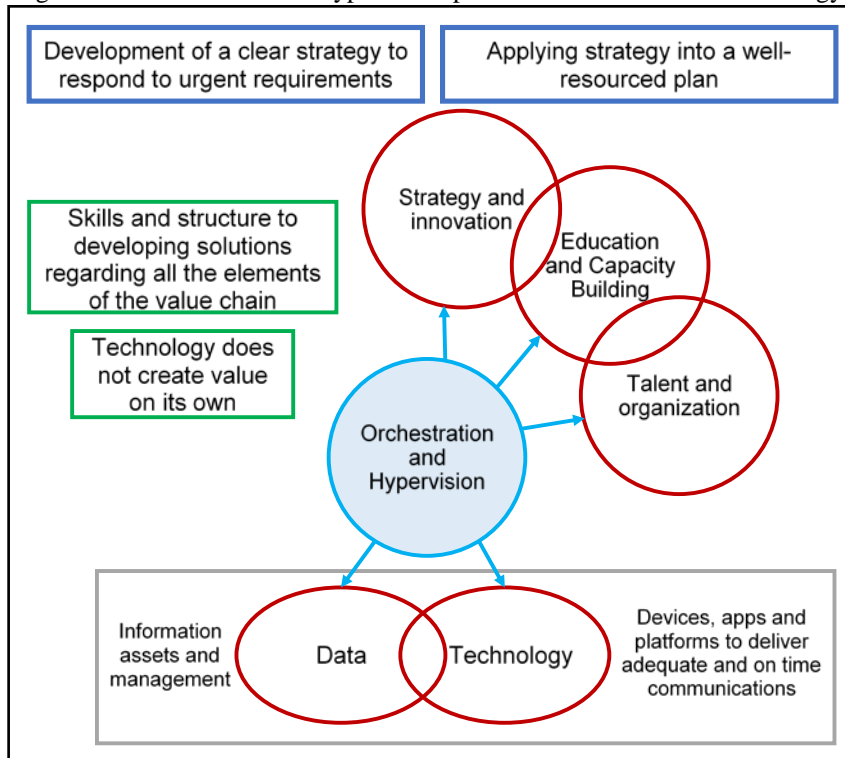 Development of a clear strategy to
respond to urgent requirements
Applying strategy into a well-
resourced plan
Strategy and
innovation
Education
and Capacity
Building
Skills and structure to
developing solutions
regarding all the elements
of the value chain
Technology does
not create value
on its own
Talent and
organization
Orchestration
and
Hypervision
Information
assets and
management
Data
Technology
Devices, apps and
platforms to deliver
adequate and on time
communications